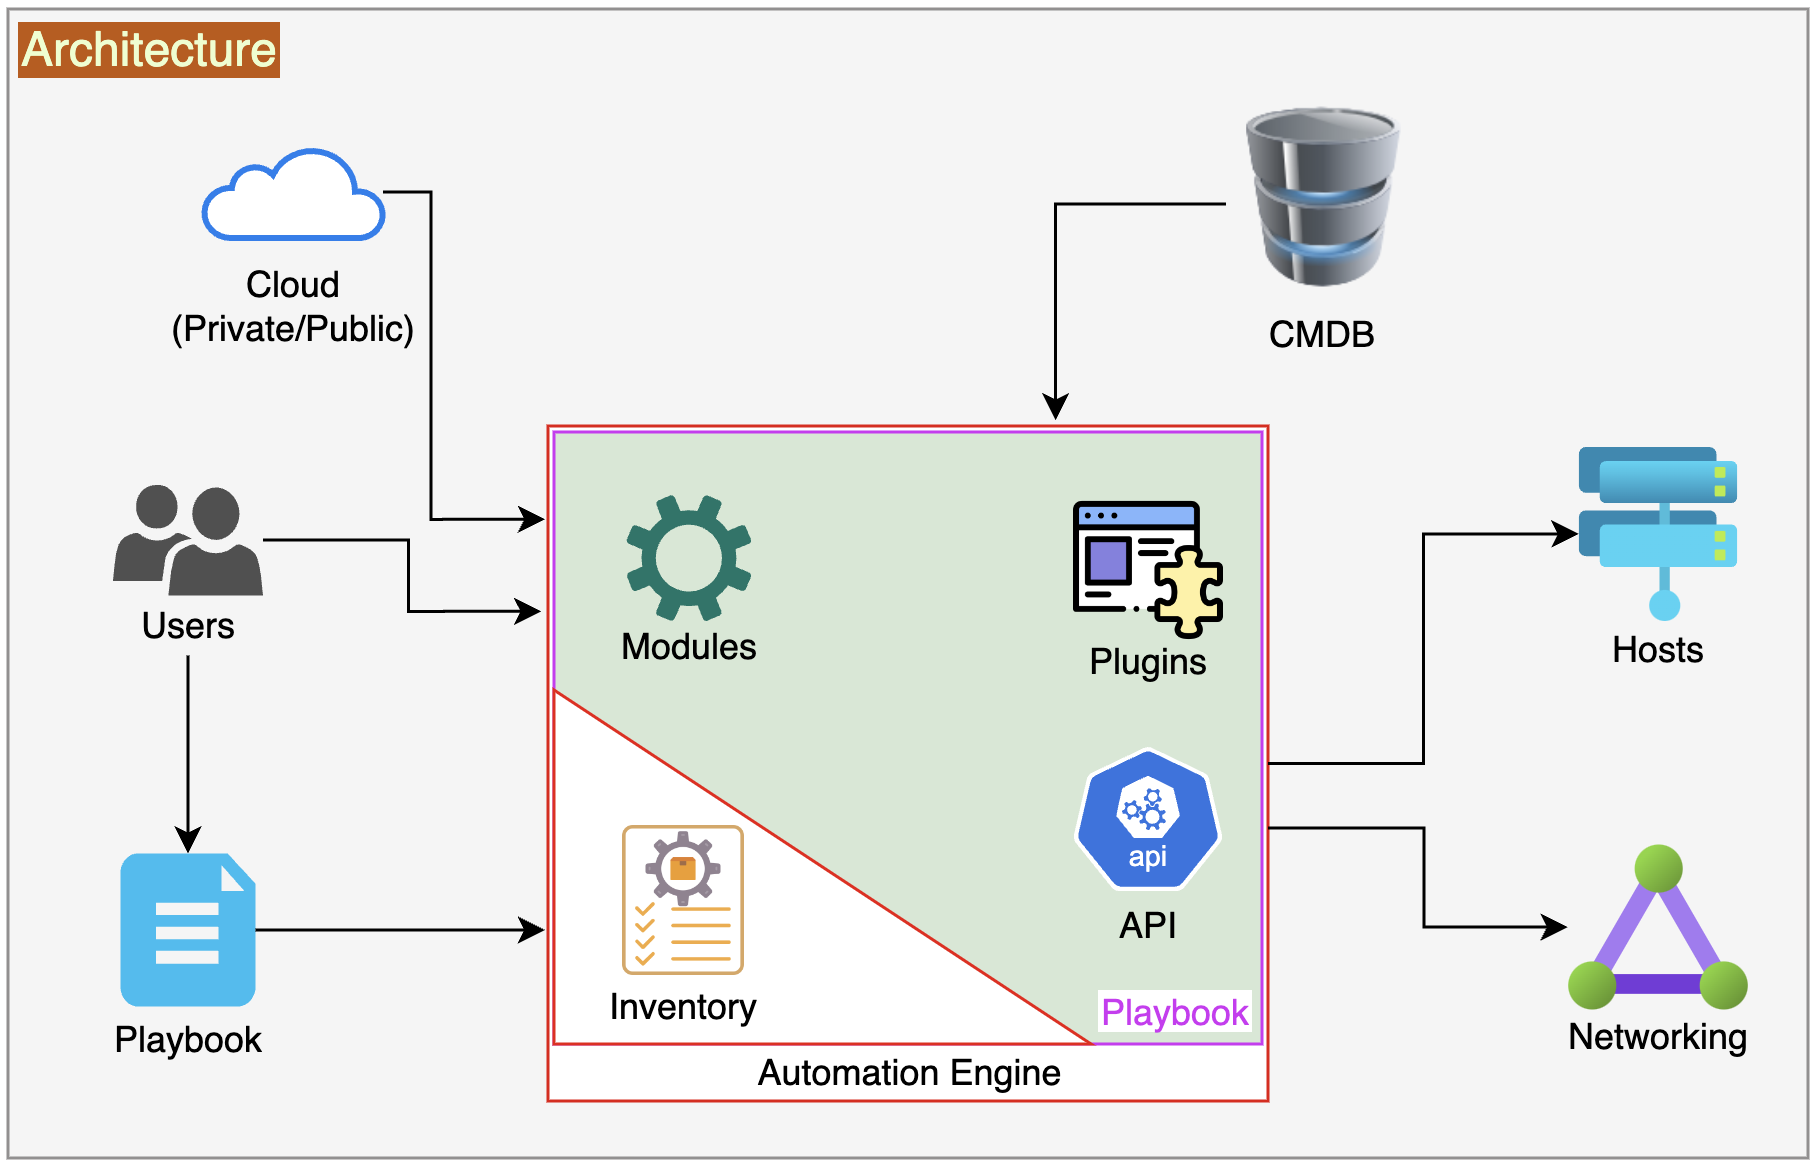 Architecture
Cloud
(Private/Public)
CMDB
Users
Modules
Plugins
Hosts
api
API
Inventory
Playbook
Playbook
Networking
Automation Engine